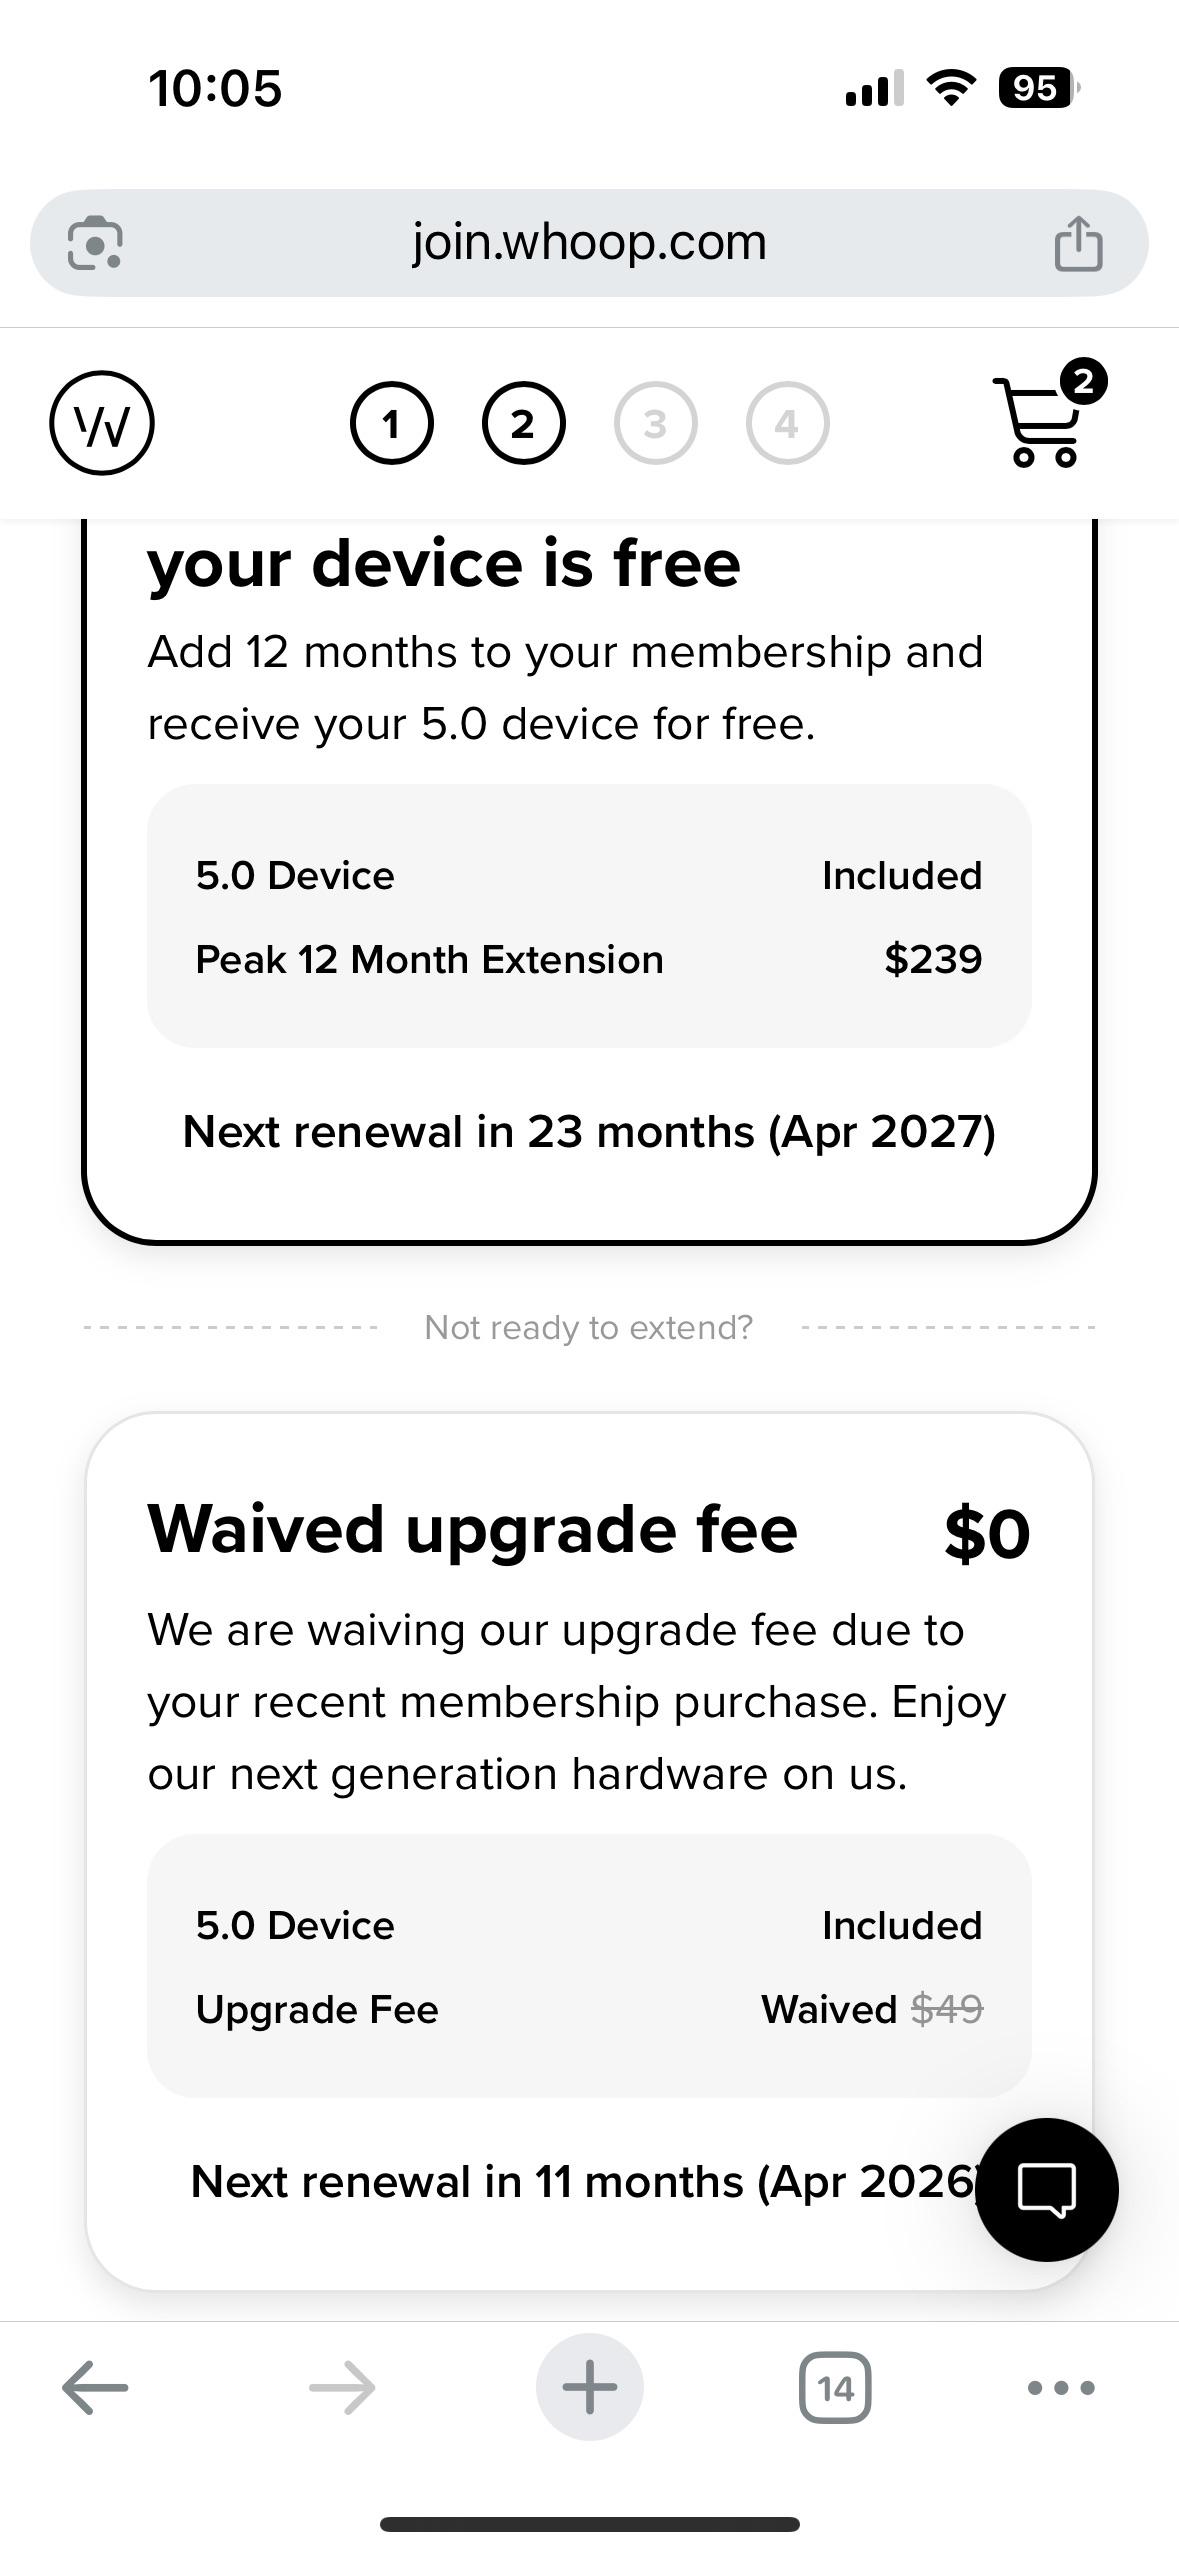 10:05
95
join.whoop.com
W
1 2 3 4
2
your device is free
Add 12 months to your membership and
receive your 5.0 device for free.
5.0 Device Included
Peak 12 Month Extension $239
Next renewal in 23 months (Apr 2027)
Not ready to extend?
Waived upgrade fee $0
We are waiving our upgrade fee due to
your recent membership purchase. Enjoy
our next generation hardware on us.
5.0 Device Included
Upgrade Fee Waived $49
Next renewal in 11 months (Apr 2026)
14